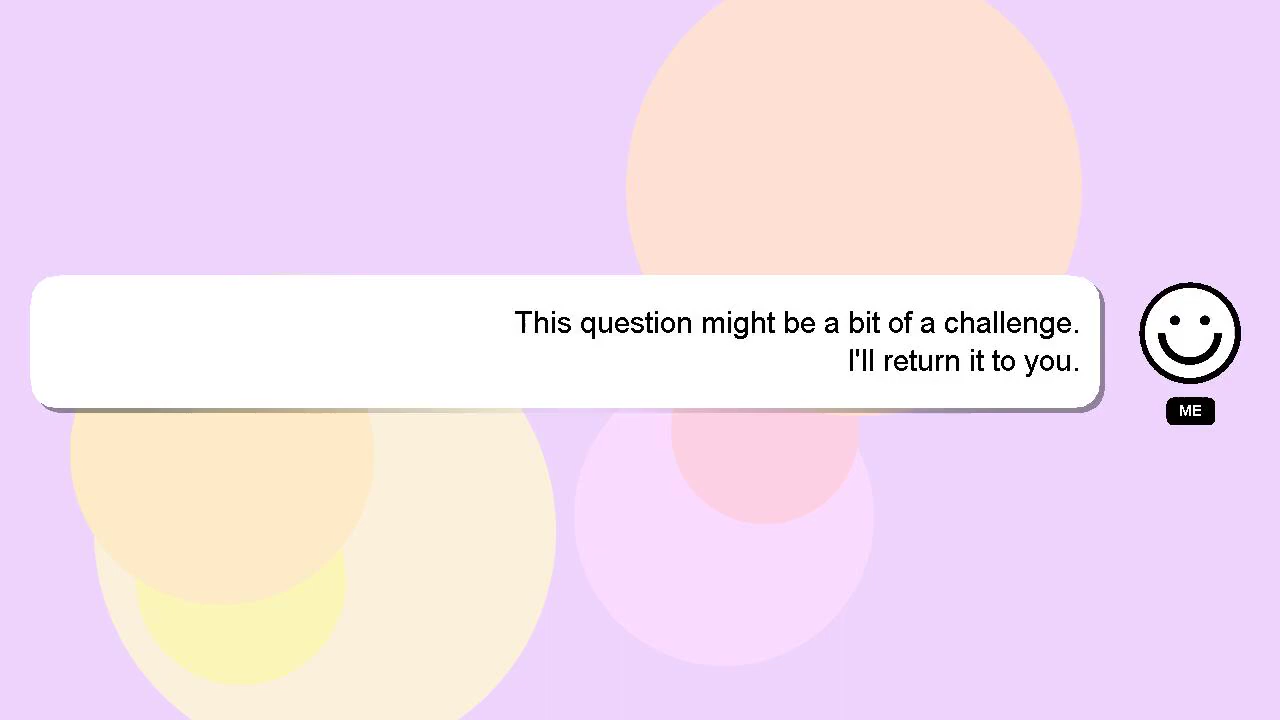 This question might be a bit of a challenge.
I'll return it to you.
ME